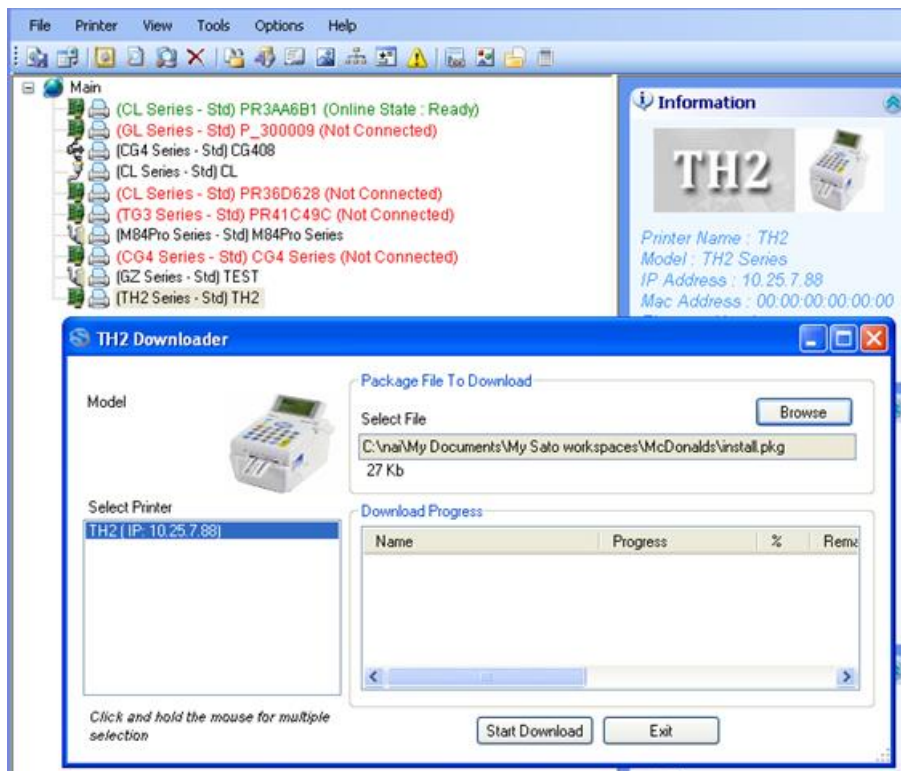 File Printer View Tools Options Help
Main
(CL Series - Std) PR3AA6B1 (Online State : Ready)
(GL Series - Std) P_300009 (Not Connected)
(CG4 Series - Std) CG408
(CL Series - Std) CL
(CL Series - Std) PR36D628 (Not Connected)
(TG3 Series - Std) PR41C49C (Not Connected)
(M84Pro Series - Std) M84Pro Series
(CG4 Series - Std) CG4 Series (Not Connected)
(GZ Series - Std) TEST
(TH2 Series - Std) TH2
Information
TH2
Printer Name : TH2
Model : TH2 Series
IP Address : 10.25.7.88
Mac Address : 00:00:00:00:00:00
TH2 Downloader
Model
Package File To Download
Select File
Browse
C:\nai\My Documents\My Sato workspaces\McDonalds\install.pkg
27 Kb
Select Printer
TH2 ( IP: 10.25.7.88)
Download Progress
Name Progress % Rema
Click and hold the mouse for multiple
selection
Start Download Exit